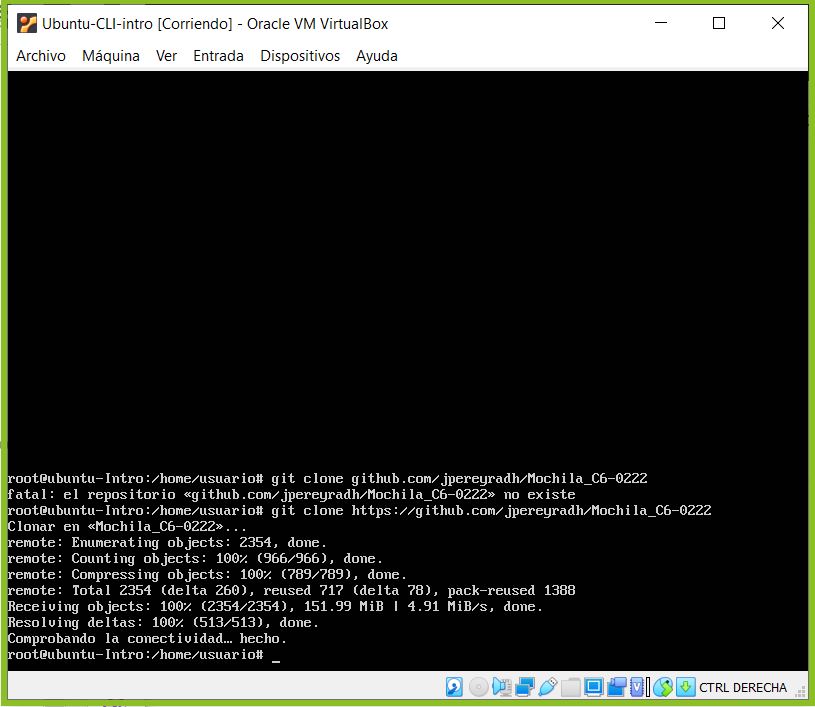 Ubuntu-CLI-intro [Corriendo] - Oracle VM VirtualBox
Archivo Máquina Ver Entrada Dispositivos Ayuda
root@ubuntu-Intro:/home/usuario# git clone github.com/jpereyradh/Mochila_C6-0222
fatal: el repositorio «github.com/jpereyradh/Mochila_C6-0222» no existe
root@ubuntu-Intro:/home/usuario# git clone https://github.com/jpereyradh/Mochila_C6-0222
Clonar en «Mochila_C6-0222»...
remote: Enumerating objects: 2354, done.
remote: Counting objects: 100% (966/966), done.
remote: Compressing objects: 100% (789/789), done.
remote: Total 2354 (delta 260), reused 717 (delta 78), pack-reused 1388
Receiving objects: 100% (2354/2354), 151.99 MiB | 4.91 MiB/s, done.
Resolving deltas: 100% (513/513), done.
Comprobando la conectividad… hecho.
root@ubuntu-Intro:/home/usuario# _
CTRL DERECHA